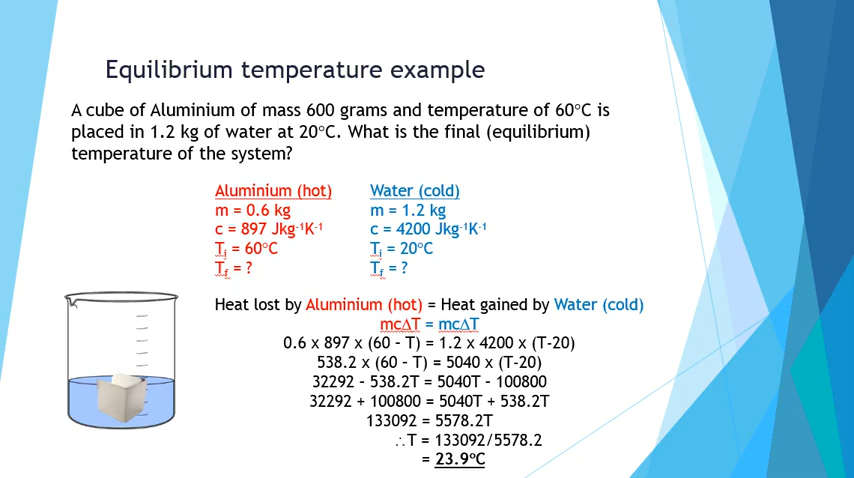 Equilibrium temperature example
A cube of Aluminium of mass 600 grams and temperature of 60°C is
placed in 1.2 kg of water at 20°C. What is the final (equilibrium)
temperature of the system?
Aluminium (hot)
m = 0.6 kg
c = 897 Jkg⁻¹K⁻¹
Tᵢ = 60°C
T_f = ?
Water (cold)
m = 1.2 kg
c = 4200 Jkg⁻¹K⁻¹
Tᵢ = 20°C
T_f = ?
Heat lost by Aluminium (hot) = Heat gained by Water (cold)
mcΔT = mcΔT
0.6 x 897 x (60 – T) = 1.2 x 4200 x (T-20)
538.2 x (60 – T) = 5040 x (T-20)
32292 – 538.2T = 5040T – 100800
32292 + 100800 = 5040T + 538.2T
133092 = 5578.2T
∴T = 133092/5578.2
= 23.9°C